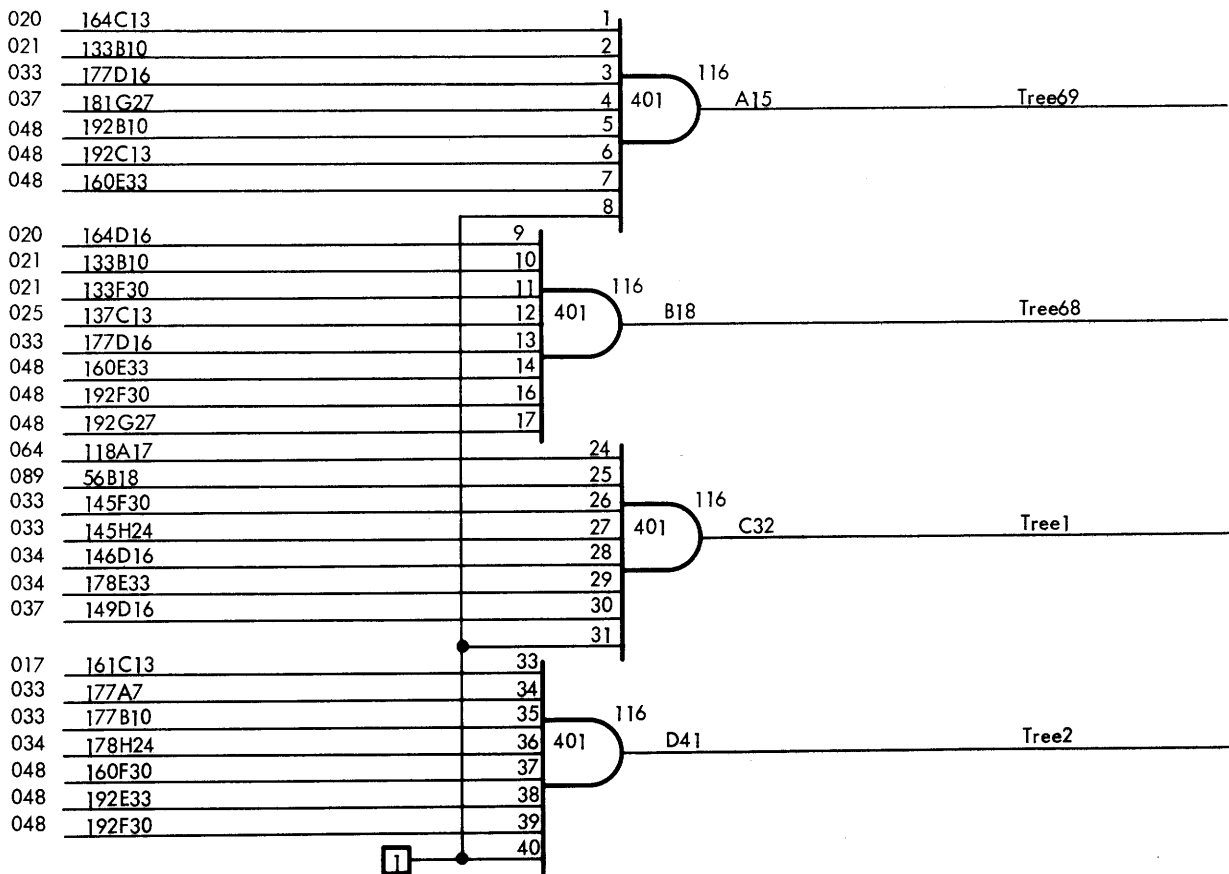 020 164C13 1
021 133B10 2
116
033 177D16 3
401 A15 Tree69
037 181G27 4
048 192B10 5
048 192C13 6
048 160E33 7
8
020 164D16 9
021 133B10 10
116
021 133F30 11
401 B18 Tree68
025 137C13 12
033 177D16 13
048 160E33 14
048 192F30 16
048 192G27 17
064 118A17 24
089 56B18 25
116
033 145F30 26
401 C32 Tree1
033 145H24 27
034 146D16 28
034 178E33 29
037 149D16 30
31
017 161C13 33
033 177A7 34
116
033 177B10 35
401 D41 Tree2
034 178H24 36
048 160F30 37
048 192E33 38
048 192F30 39
40
1